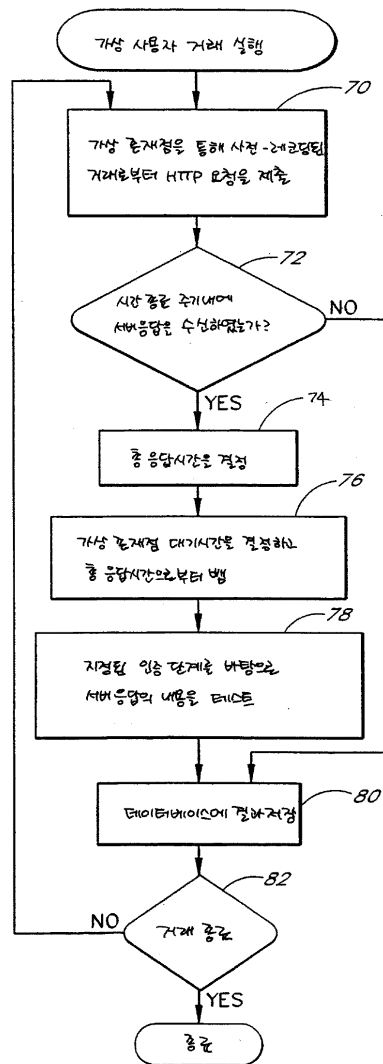 가상 사용자 거래 실행
70
가상 존재점을 통해 사전-레코딩된
거래로부터 HTTP 요청을 제출
72
시간 종료 주기내에
서버응답을 수신하였는가?
NO
YES
74
총 응답시간을 결정
76
가상 존재점 대기시간을 결정하고
총 응답시간으로부터 뺌
78
지정된 인증 단계를 바탕으로
서버응답의 내용을 테스트
데이터베이스에 결과저장
80
82
NO
거래 종료
YES
종료